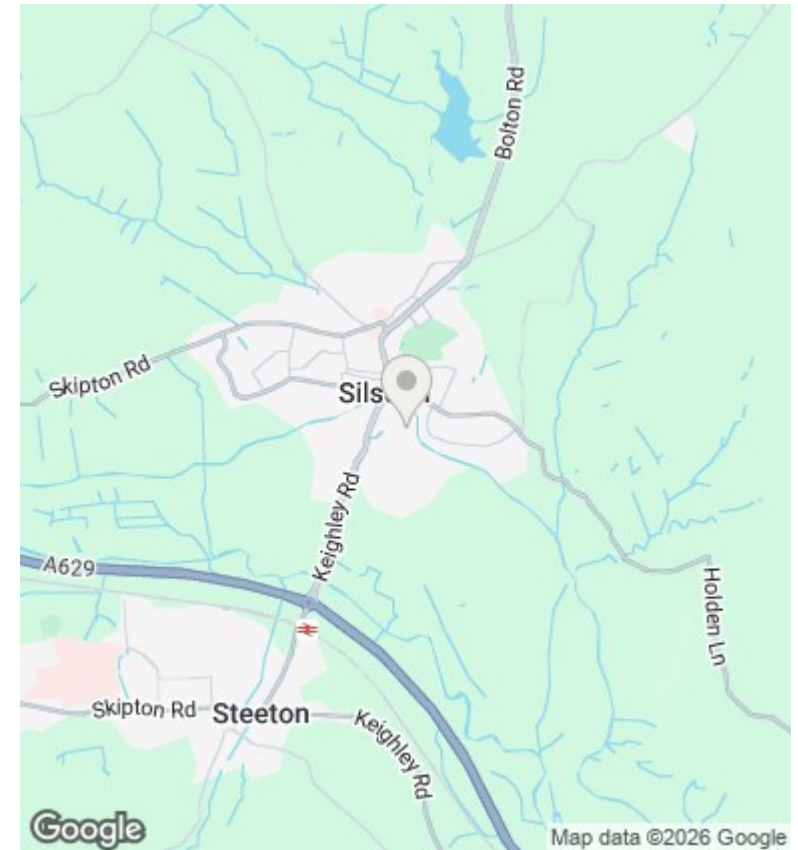 Bolton Rd
Skipton Rd
Keighley Rd
A629
Holden Ln
Skipton Rd
Steeton
Keighley Rd
Google
Map data ©2026 Google